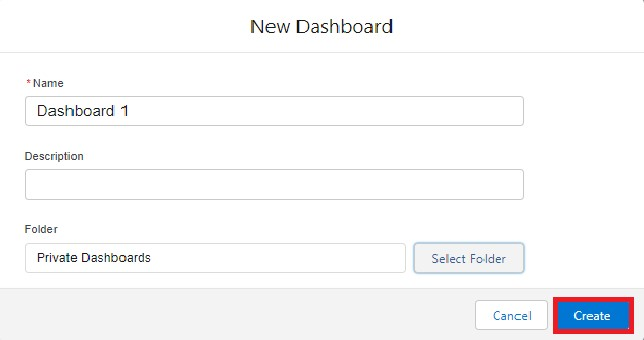 New Dashboard
* Name
Dashboard 1
Description
Folder
Private Dashboards Select Folder
Cancel Create